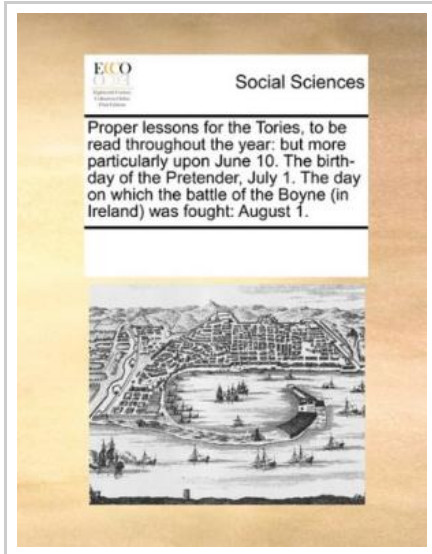 ECCO
Social Sciences
Proper lessons for the Tories, to be
read throughout the year: but more
particularly upon June 10. The birth-
day of the Pretender, July 1. The day
on which the battle of the Boyne (in
Ireland) was fought: August 1.